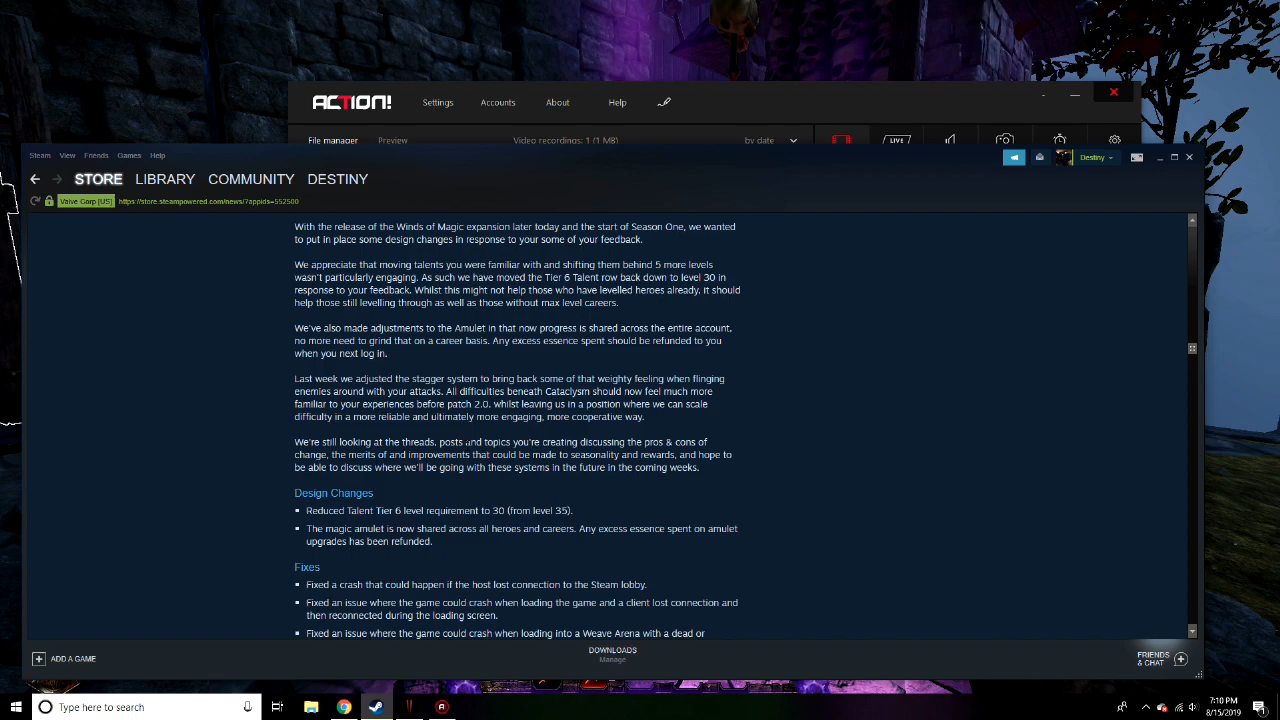 ACTION!
Settings Accounts About Help
File manager Preview Video recordings: 1 (1 MB) by date LIVE
Steam View Friends Games Help Destiny
STORE LIBRARY COMMUNITY DESTINY
Valve Corp [US] https://store.steampowered.com/news/?appids=552500
With the release of the Winds of Magic expansion later today and the start of Season One, we wanted
to put in place some design changes in response to your some of your feedback.
We appreciate that moving talents you were familiar with and shifting them behind 5 more levels
wasn't particularly engaging. As such we have moved the Tier 6 Talent row back down to level 30 in
response to your feedback. Whilst this might not help those who have levelled heroes already, it should
help those still levelling through as well as those without max level careers.
We've also made adjustments to the Amulet in that now progress is shared across the entire account,
no more need to grind that on a career basis. Any excess essence spent should be refunded to you
when you next log in.
Last week we adjusted the stagger system to bring back some of that weighty feeling when flinging
enemies around with your attacks. All difficulties beneath Cataclysm should now feel much more
familiar to your experiences before patch 2.0, whilst leaving us in a position where we can scale
difficulty in a more reliable and ultimately more engaging, more cooperative way.
We're still looking at the threads, posts and topics you're creating discussing the pros & cons of
change, the merits of and improvements that could be made to seasonality and rewards, and hope to
be able to discuss where we'll be going with these systems in the future in the coming weeks.
Design Changes
▪ Reduced Talent Tier 6 level requirement to 30 (from level 35).
▪ The magic amulet is now shared across all heroes and careers. Any excess essence spent on amulet
upgrades has been refunded.
Fixes
▪ Fixed a crash that could happen if the host lost connection to the Steam lobby.
▪ Fixed an issue where the game could crash when loading the game and a client lost connection and
then reconnected during the loading screen.
▪ Fixed an issue where the game could crash when loading into a Weave Arena with a dead or
+ ADD A GAME
DOWNLOADS
Manage
FRIENDS
& CHAT
Type here to search
7:10 PM
8/15/2019
1